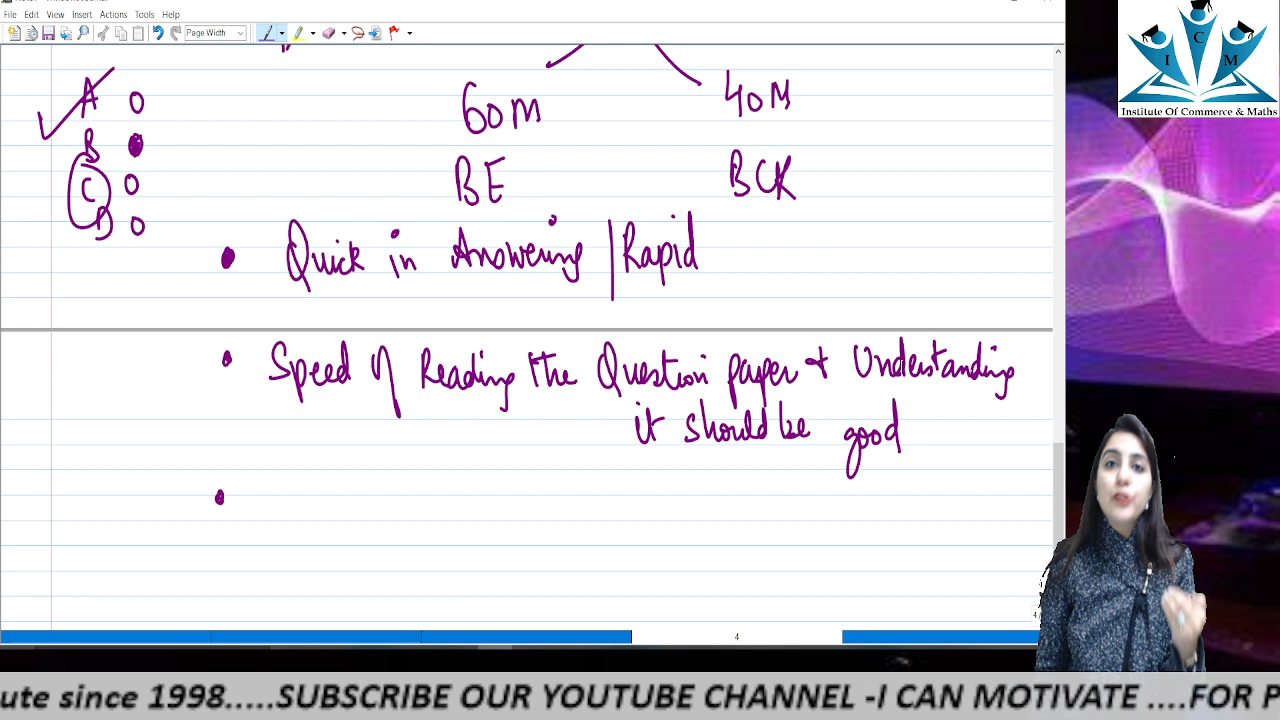 File Edit View Insert Actions Tools Help
Page Width
I C M
Institute Of Commerce & Maths
A
B
C
D
60M 40M
BE BCK
• Quick in Answering | Rapid
• Speed of Reading the Question paper & Understanding
it should be good
•
4
ute since 1998.....SUBSCRIBE OUR YOUTUBE CHANNEL -I CAN MOTIVATE ....FOR P